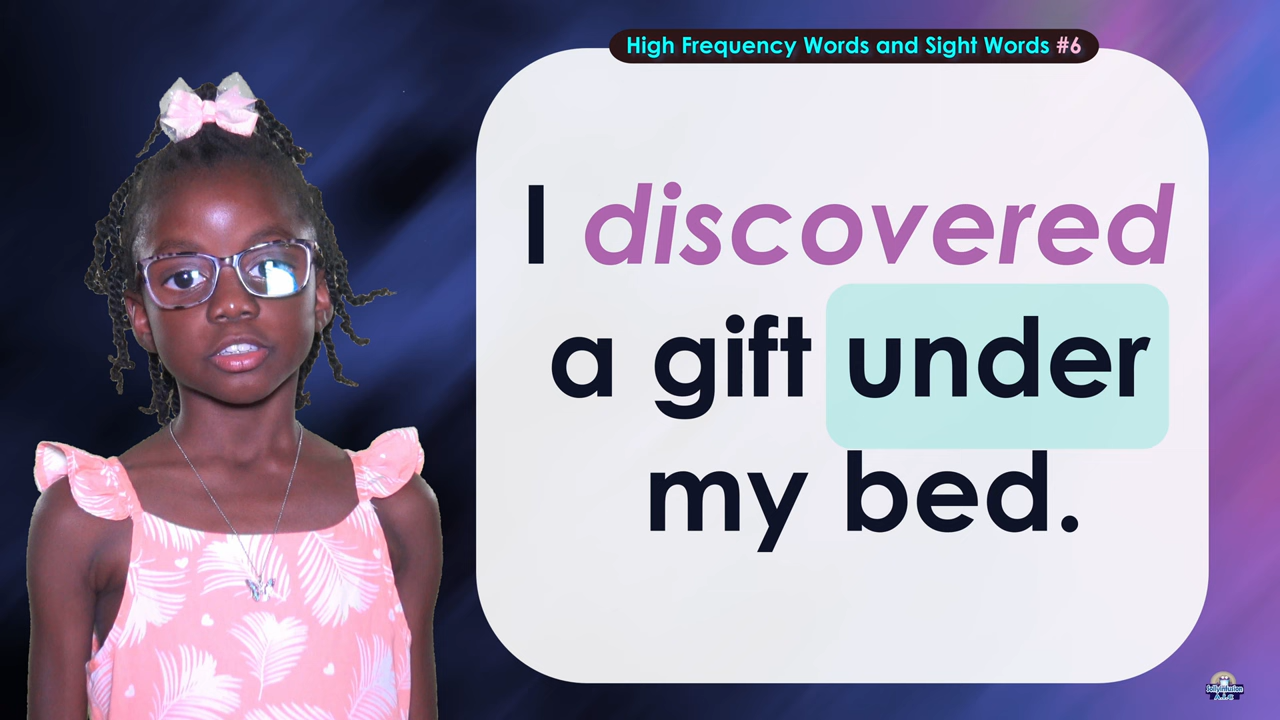 High Frequency Words and Sight Words #6
I discovered
a gift under
my bed.